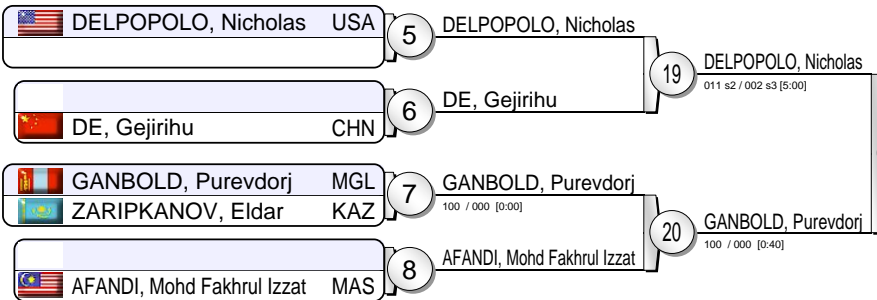 DELPOPOLO, Nicholas USA
5
DELPOPOLO, Nicholas
19
DELPOPOLO, Nicholas
011 s2 / 002 s3 [5:00]
6
DE, Gejirihu
DE, Gejirihu CHN
GANBOLD, Purevdorj MGL
7
GANBOLD, Purevdorj
100 / 000 [0:00]
ZARIPKANOV, Eldar KAZ
20
GANBOLD, Purevdorj
100 / 000 [0:40]
8
AFANDI, Mohd Fakhrul Izzat
AFANDI, Mohd Fakhrul Izzat MAS